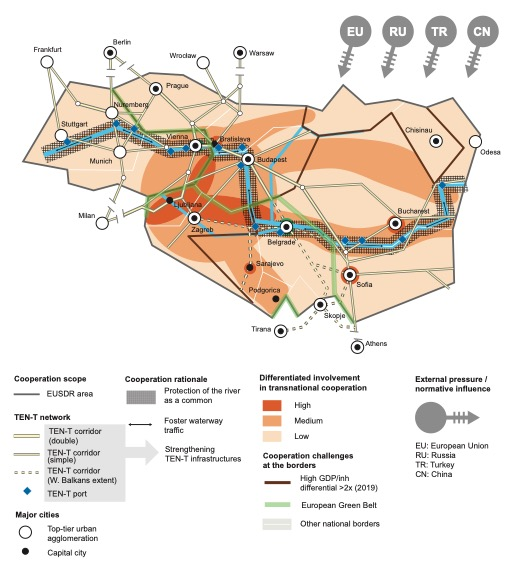 EU
RU
TR
CN
Berlin
Frankfurt
Wrocław
Warsaw
Prague
Nuremberg
Stuttgart
Vienna
Bratislava
Chisinau
Odesa
Munich
Budapest
Ljubljana
Milan
Zagreb
Bucharest
Belgrade
Sarajevo
Sofia
Podgorica
Skopje
Tirana
Athens
Cooperation scope
EUSDR area
TEN-T network
TEN-T corridor
(double)
TEN-T corridor
(simple)
TEN-T corridor
(W. Balkans extent)
TEN-T port
Major cities
Top-tier urban
agglomeration
Capital city
Cooperation rationale
Protection of the river
as a common
Foster waterway
traffic
Strengthening
TEN-T infrastructures
Differentiated involvement
in transnational cooperation
High
Medium
Low
Cooperation challenges
at the borders
High GDP/inh
differential >2x (2019)
European Green Belt
Other national borders
External pressure /
normative influence
EU: European Union
RU: Russia
TR: Turkey
CN: China